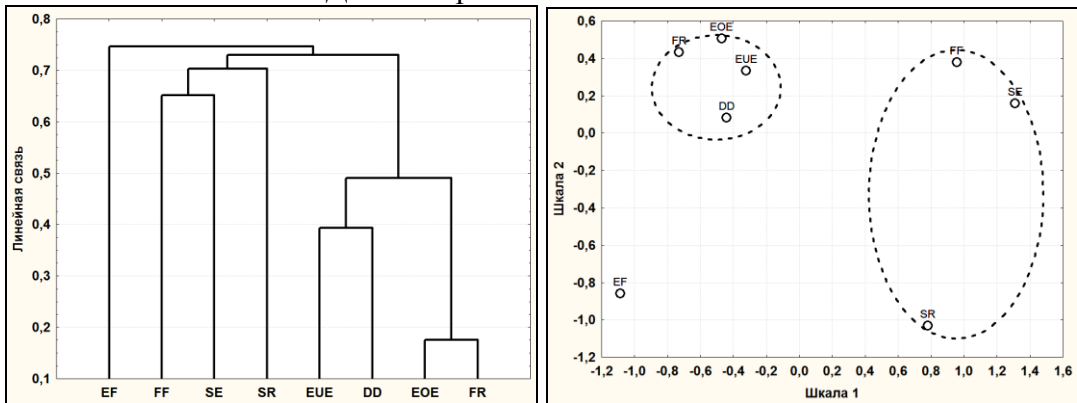 0,8
0,7
0,6
0,5
0,4
0,3
0,2
0,1
Линейная связь
EF FF SE SR EUE DD EOE FR
0,6
0,4
0,2
0,0
-0,2
-0,4
-0,6
-0,8
-1,0
-1,2
Шкала 2
FR
EOE
EUE
DD
FF
SE
EF
SR
-1,2 -1,0 -0,8 -0,6 -0,4 -0,2 0,0 0,2 0,4 0,6 0,8 1,0 1,2 1,4 1,6
Шкала 1